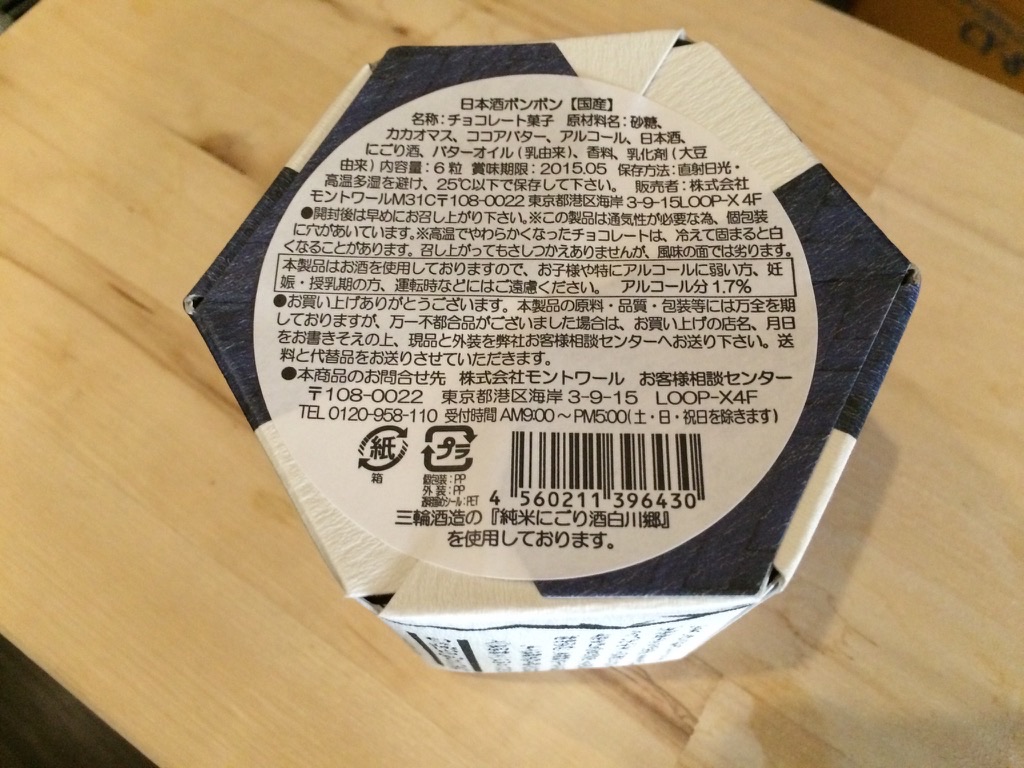 日本酒ボンボン【国産】
名称：チョコレート菓子　原材料名：砂糖、
カカオマス、ココアバター、アルコール、日本酒、
にごり酒、バターオイル（乳由来）、香料、乳化剤（大豆
由来）内容量：６粒　賞味期限：2015.05　保存方法：直射日光・
高温多湿を避け、25℃以下で保存して下さい。　販売者：株式会社
モントワールM31C〒108-0022 東京都港区海岸3-9-15LOOP-X 4F
●開封後は早めにお召し上がり下さい。※この製品は通気性が必要な為、個包装
に穴があいています。※高温でやわらかくなったチョコレートは、冷えて固まると白
くなることがあります。召し上がってもさしつかえありませんが、風味の面では劣ります。
本製品はお酒を使用しておりますので、お子様や特にアルコールに弱い方、妊
娠・授乳期の方、運転時などにはご遠慮ください。　アルコール分1.7％
●お買い上げありがとうございます。本製品の原料・品質・包装等には万全を期
しておりますが、万一不都合品がございました場合は、お買い上げの店名、月日
をお書きそえの上、現品と外装を弊社お客様相談センターへお送り下さい。送
料と代替品をお送りさせていただきます。
●本商品のお問合せ先　株式会社モントワール　お客様相談センター
〒108-0022　東京都港区海岸 3-9-15　LOOP-X4F
TEL 0120-958-110 受付時間 AM9:00～PM5:00(土・日・祝日を除きます)
紙
箱
プラ
個包装：PP
外装：PP
シール：PET
4 560211 396430
三輪酒造の『純米にごり酒白川郷』
を使用しております。